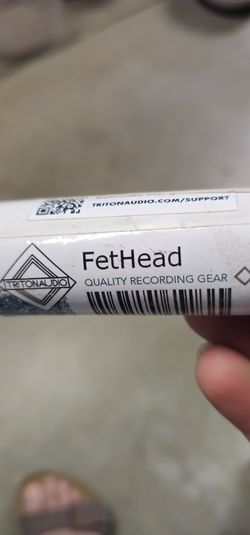 TRITONAUDIO.COM/SUPPORT
FetHead
TRITONAUDIO
QUALITY RECORDING GEAR